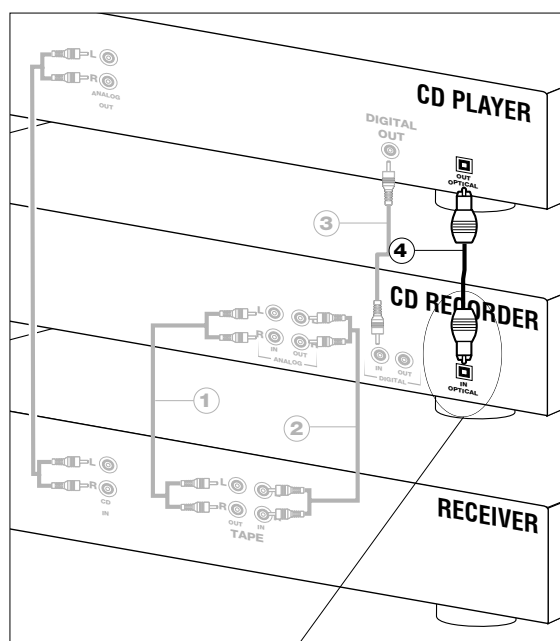 L
R
ANALOG
OUT
CD PLAYER
DIGITAL
OUT
OUT
OPTICAL
3
4
CD RECORDER
L
R
IN
OUT
ANALOG
IN
OUT
DIGITAL
IN
OPTICAL
1
2
L
R
CD
IN
L
R
OUT
IN
TAPE
RECEIVER